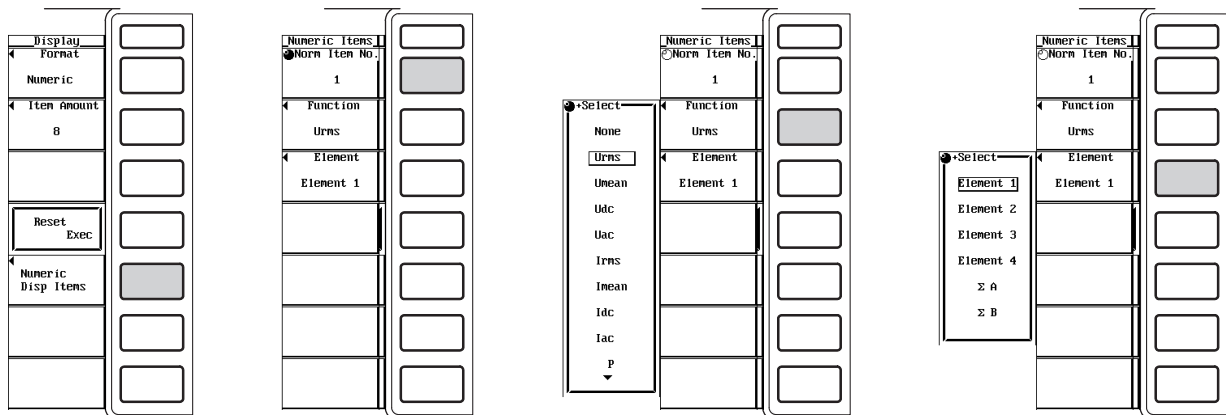 Display
Format
Numeric
Item Amount
8
Reset
Exec
Numeric
Disp Items
Numeric Items
Norm Item No.
1
Function
Urms
Element
Element 1
+Select
None
Urms
Umean
Udc
Uac
Irms
Imean
Idc
Iac
P
Numeric Items
Norm Item No.
1
Function
Urms
Element
Element 1
+Select
Element 1
Element 2
Element 3
Element 4
Σ A
Σ B
Numeric Items
Norm Item No.
1
Function
Urms
Element
Element 1